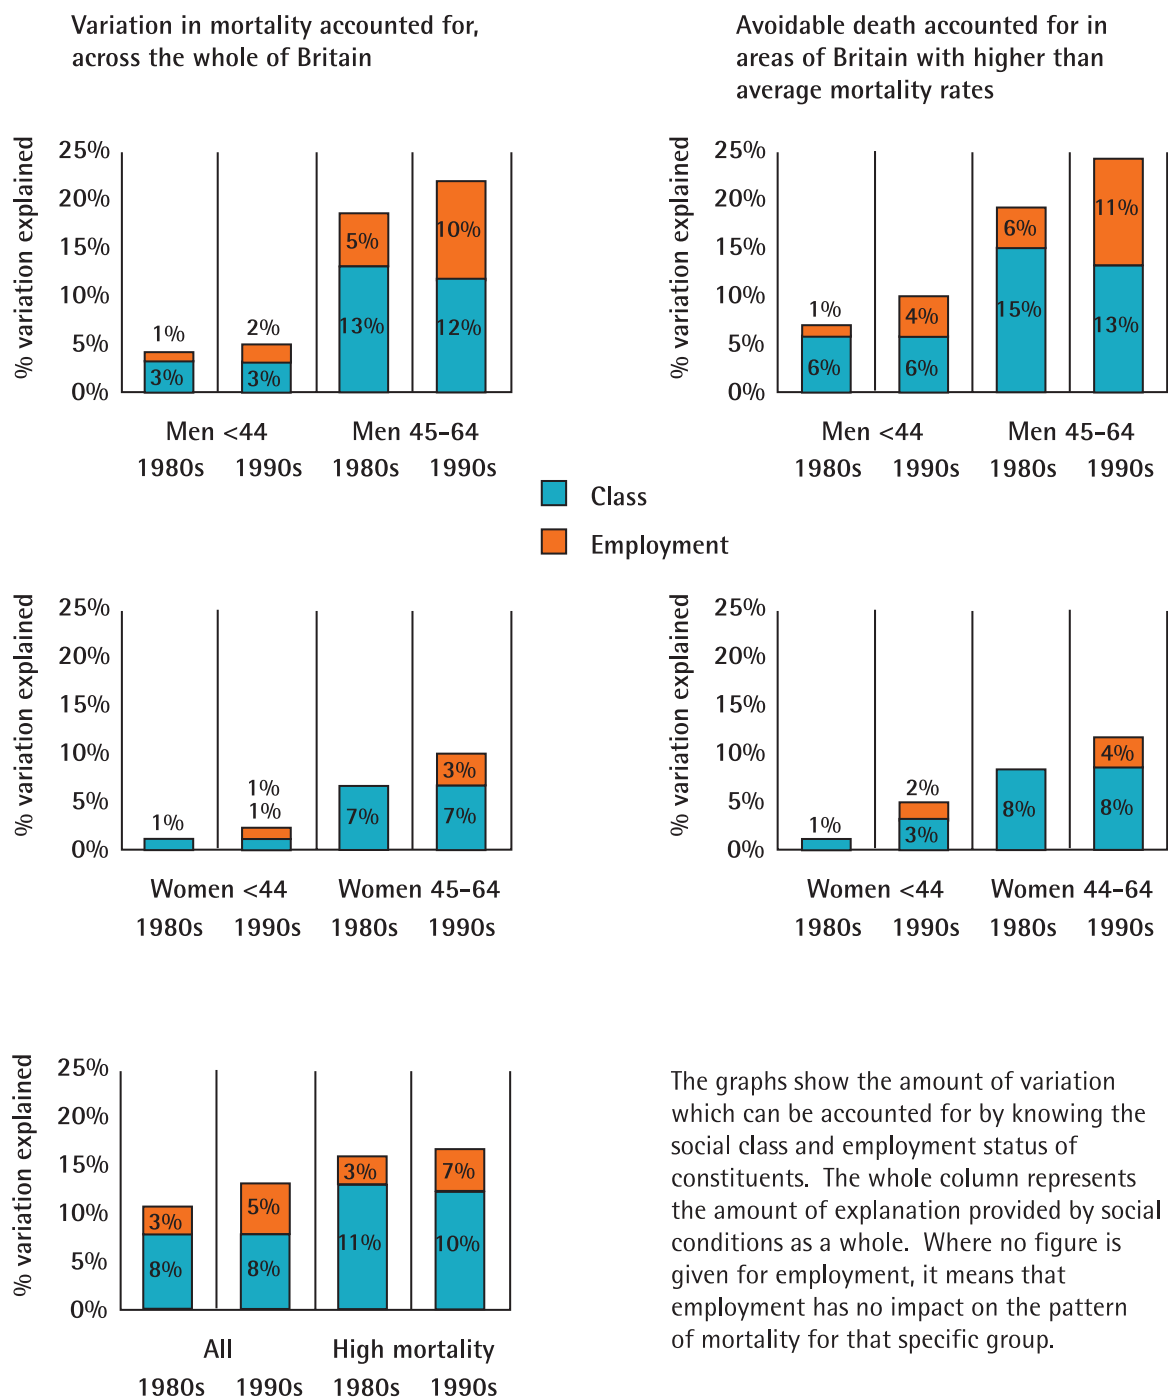 Variation in mortality accounted for,
across the whole of Britain
% variation explained
25%
20%
15%
10%
5%
0%
1%
3%
2%
3%
5%
13%
10%
12%
Men <44
Men 45-64
1980s
1990s
1980s
1990s
Avoidable death accounted for in
areas of Britain with higher than
average mortality rates
% variation explained
25%
20%
15%
10%
5%
0%
1%
6%
4%
6%
6%
15%
11%
13%
Men <44
Men 45-64
1980s
1990s
1980s
1990s
Class
Employment
% variation explained
25%
20%
15%
10%
5%
0%
1%
1%
1%
7%
3%
7%
Women <44
Women 45-64
1980s
1990s
1980s
1990s
% variation explained
25%
20%
15%
10%
5%
0%
1%
2%
3%
8%
4%
8%
Women <44
Women 44-64
1980s
1990s
1980s
1990s
% variation explained
25%
20%
15%
10%
5%
0%
3%
8%
5%
8%
3%
11%
7%
10%
All
High mortality
1980s
1990s
1980s
1990s
The graphs show the amount of variation
which can be accounted for by knowing the
social class and employment status of
constituents. The whole column represents
the amount of explanation provided by social
conditions as a whole. Where no figure is
given for employment, it means that
employment has no impact on the pattern
of mortality for that specific group.